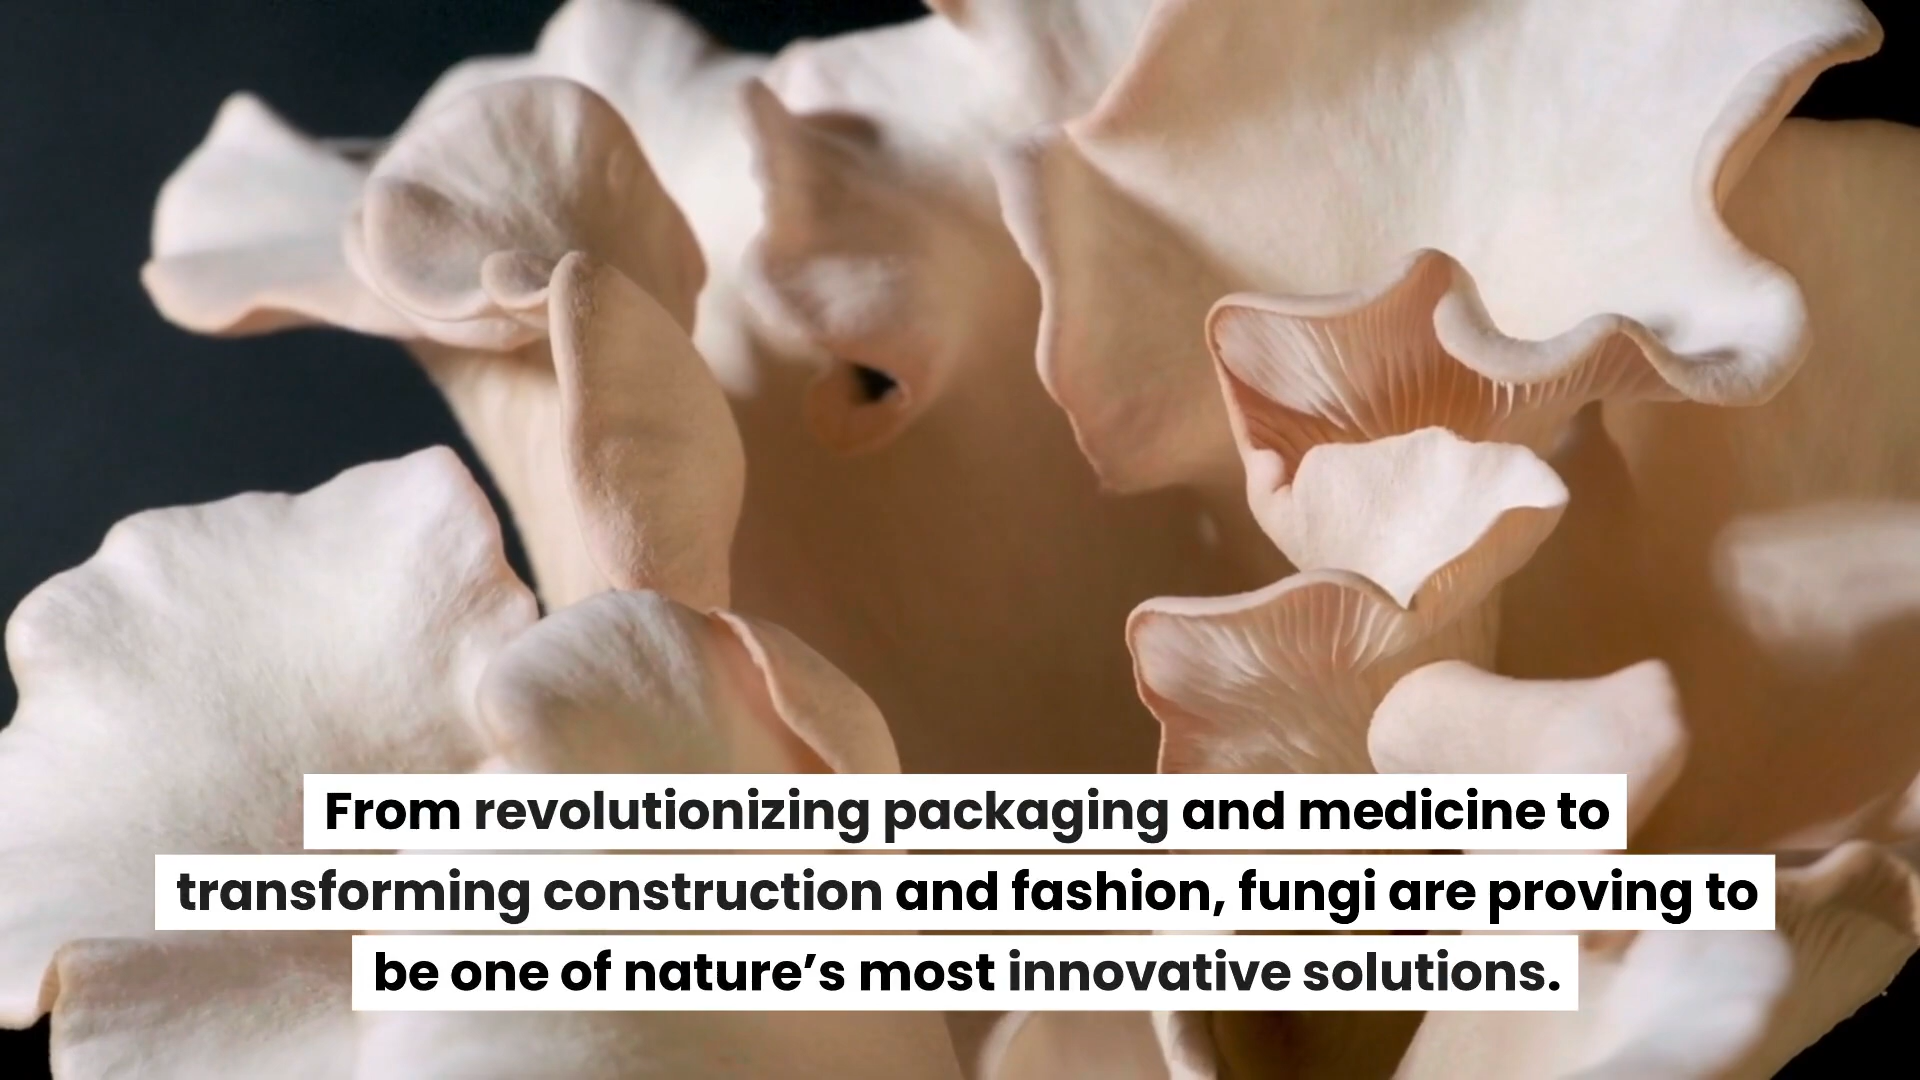 From revolutionizing packaging and medicine to
transforming construction and fashion, fungi are proving to
be one of nature’s most innovative solutions.